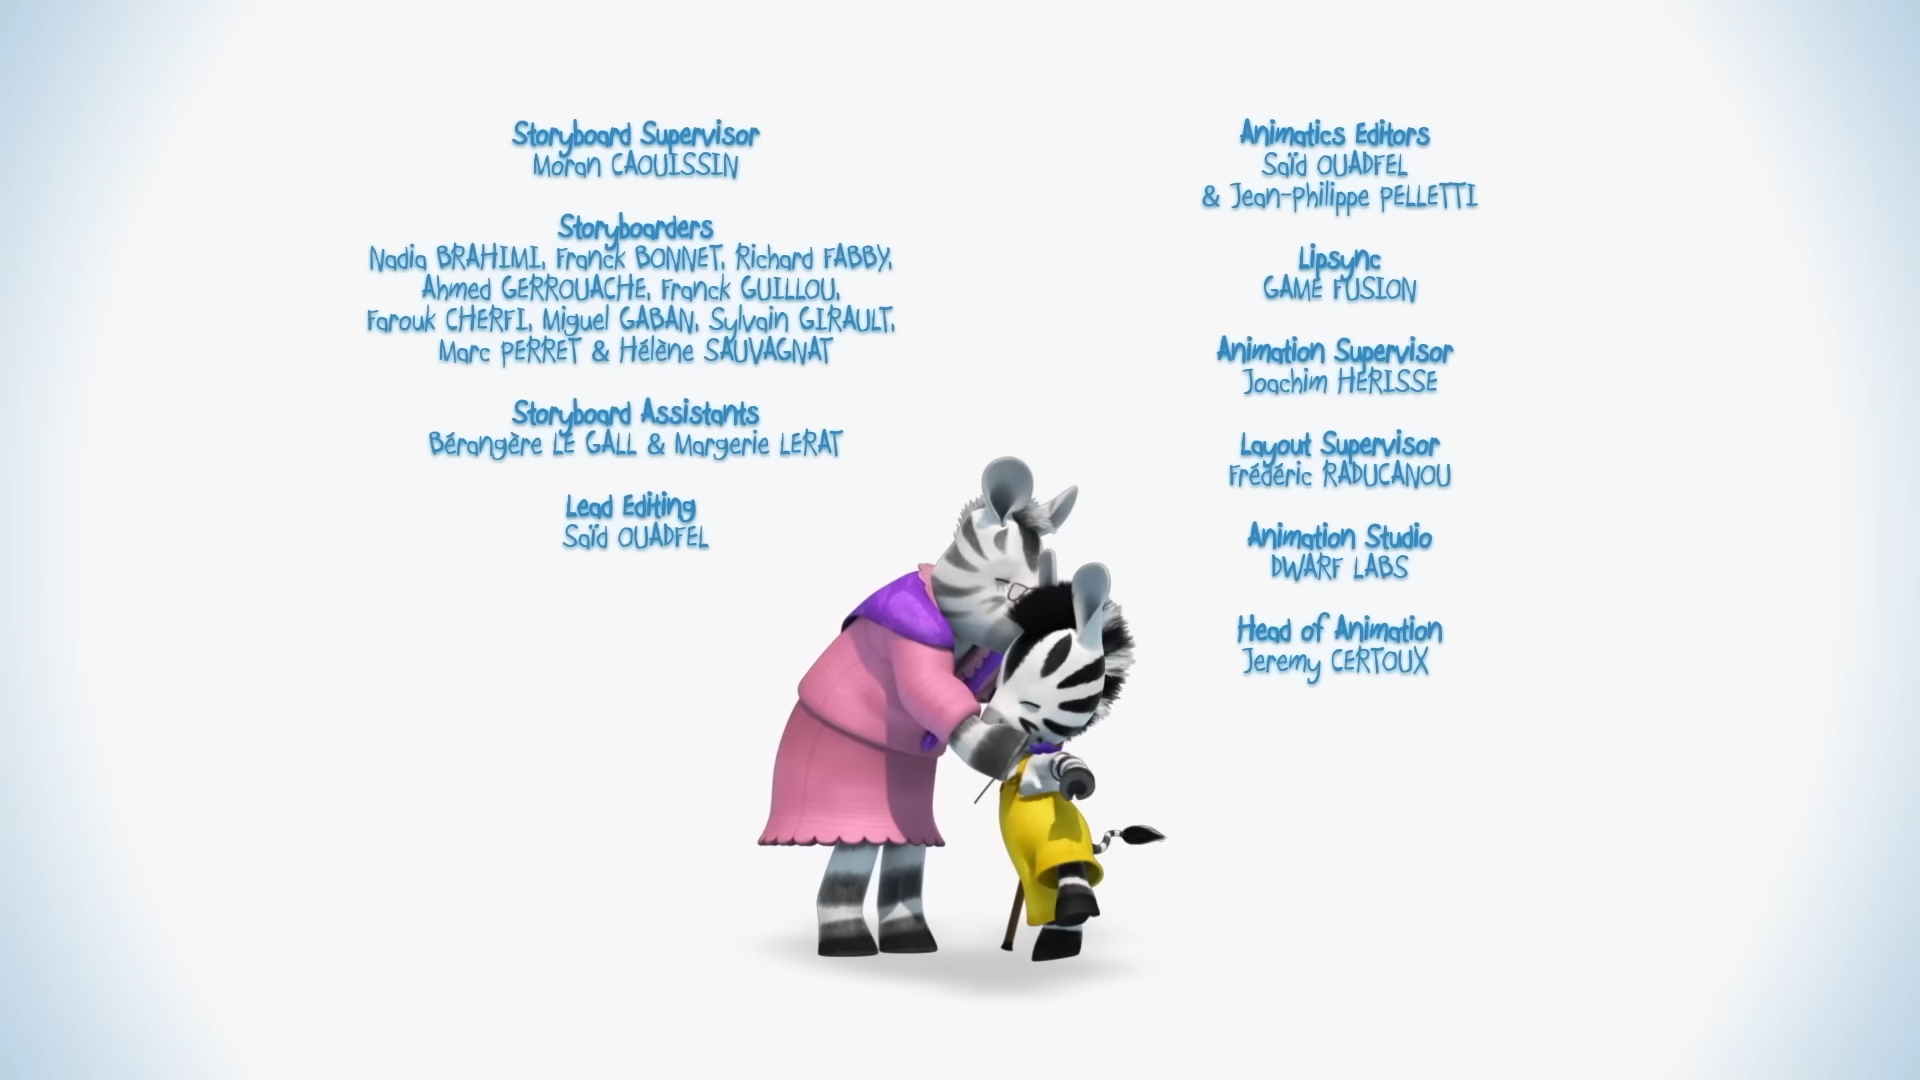 Storyboard Supervisor
Moran CAOUISSIN
Storyboarders
Nadia BRAHIMI, Franck BONNET, Richard FABBY,
Ahmed GERROUACHE, Franck GUILLOU,
Farouk CHERFI, Miguel GABAN, Sylvain GIRAULT,
Marc PERRET & Hélène SAUVAGNAT
Storyboard Assistants
Bérangère LE GALL & Margerie LERAT
Lead Editing
Saïd OUADFEL
Animatics Editors
Saïd OUADFEL
& Jean-Philippe PELLETTI
Lipsync
GAME FUSION
Animation Supervisor
Joachim HERISSE
Layout Supervisor
Frédéric RADUCANOU
Animation Studio
DWARF LABS
Head of Animation
Jeremy CERTOUX